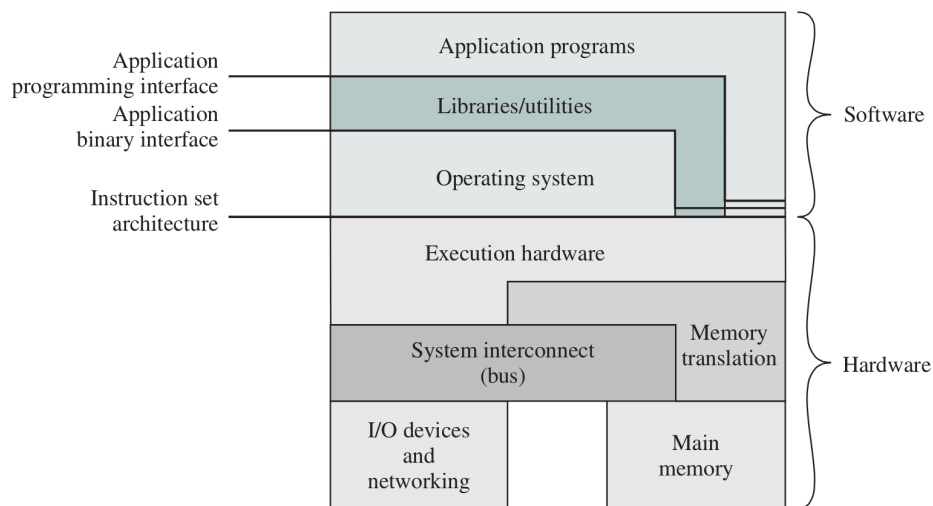 Application programs
Application
programming interface
Libraries/utilities
Application
binary interface
Software
Operating system
Instruction set
architecture
Execution hardware
Memory
translation
System interconnect
(bus)
Hardware
I/O devices
and
networking
Main
memory